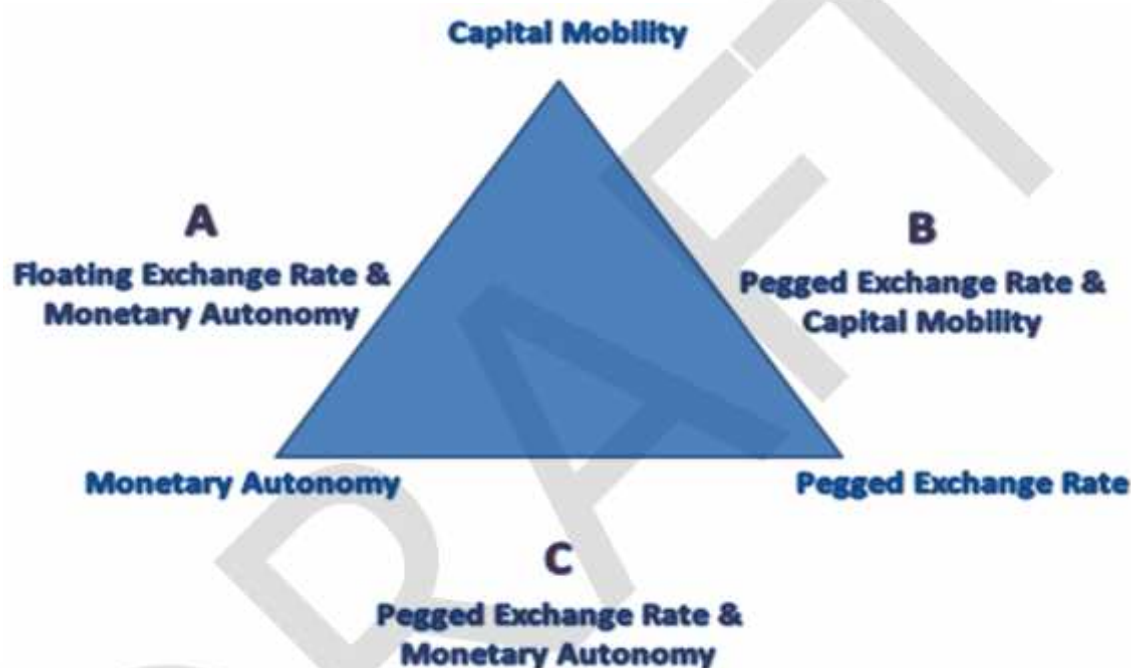 Capital Mobility
A
Floating Exchange Rate &
Monetary Autonomy
B
Pegged Exchange Rate &
Capital Mobility
Monetary Autonomy
Pegged Exchange Rate
C
Pegged Exchange Rate &
Monetary Autonomy